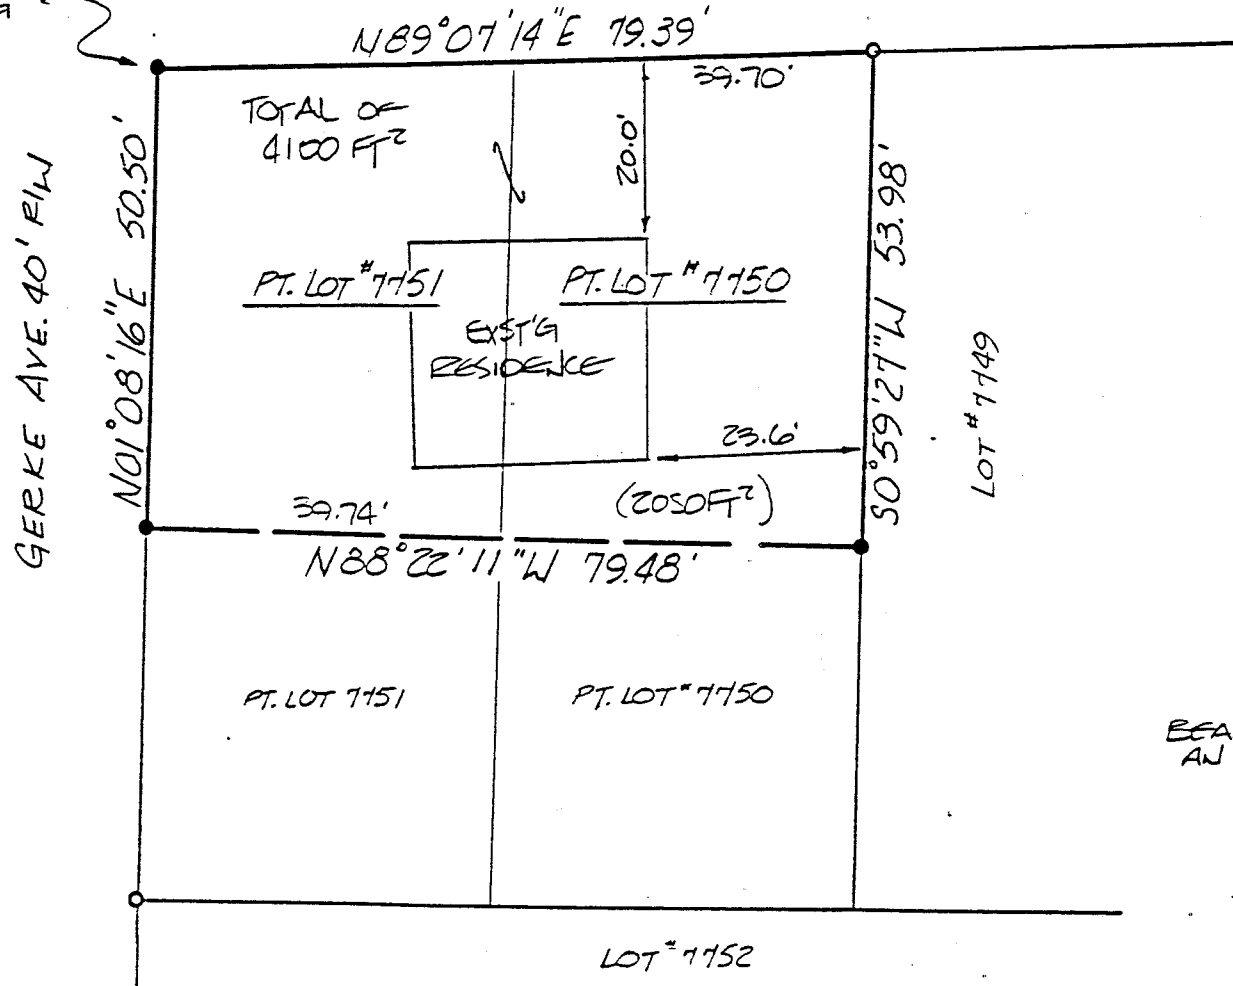 N89°07'14"E 79.39'
39.70'
TOTAL OF
4100 FT²
20.0'
GERKE AVE. 40' R/W
N01°08'16"E 50.50'
S0°59'27"W 53.98'
PT. LOT #7751
PT. LOT #7750
EXST'G
RESIDENCE
LOT #7749
23.6'
39.74'
(2050FT²)
N88°22'11"W 79.48'
PT. LOT 7751
PT. LOT #7750
BEA
AN
LOT #7752